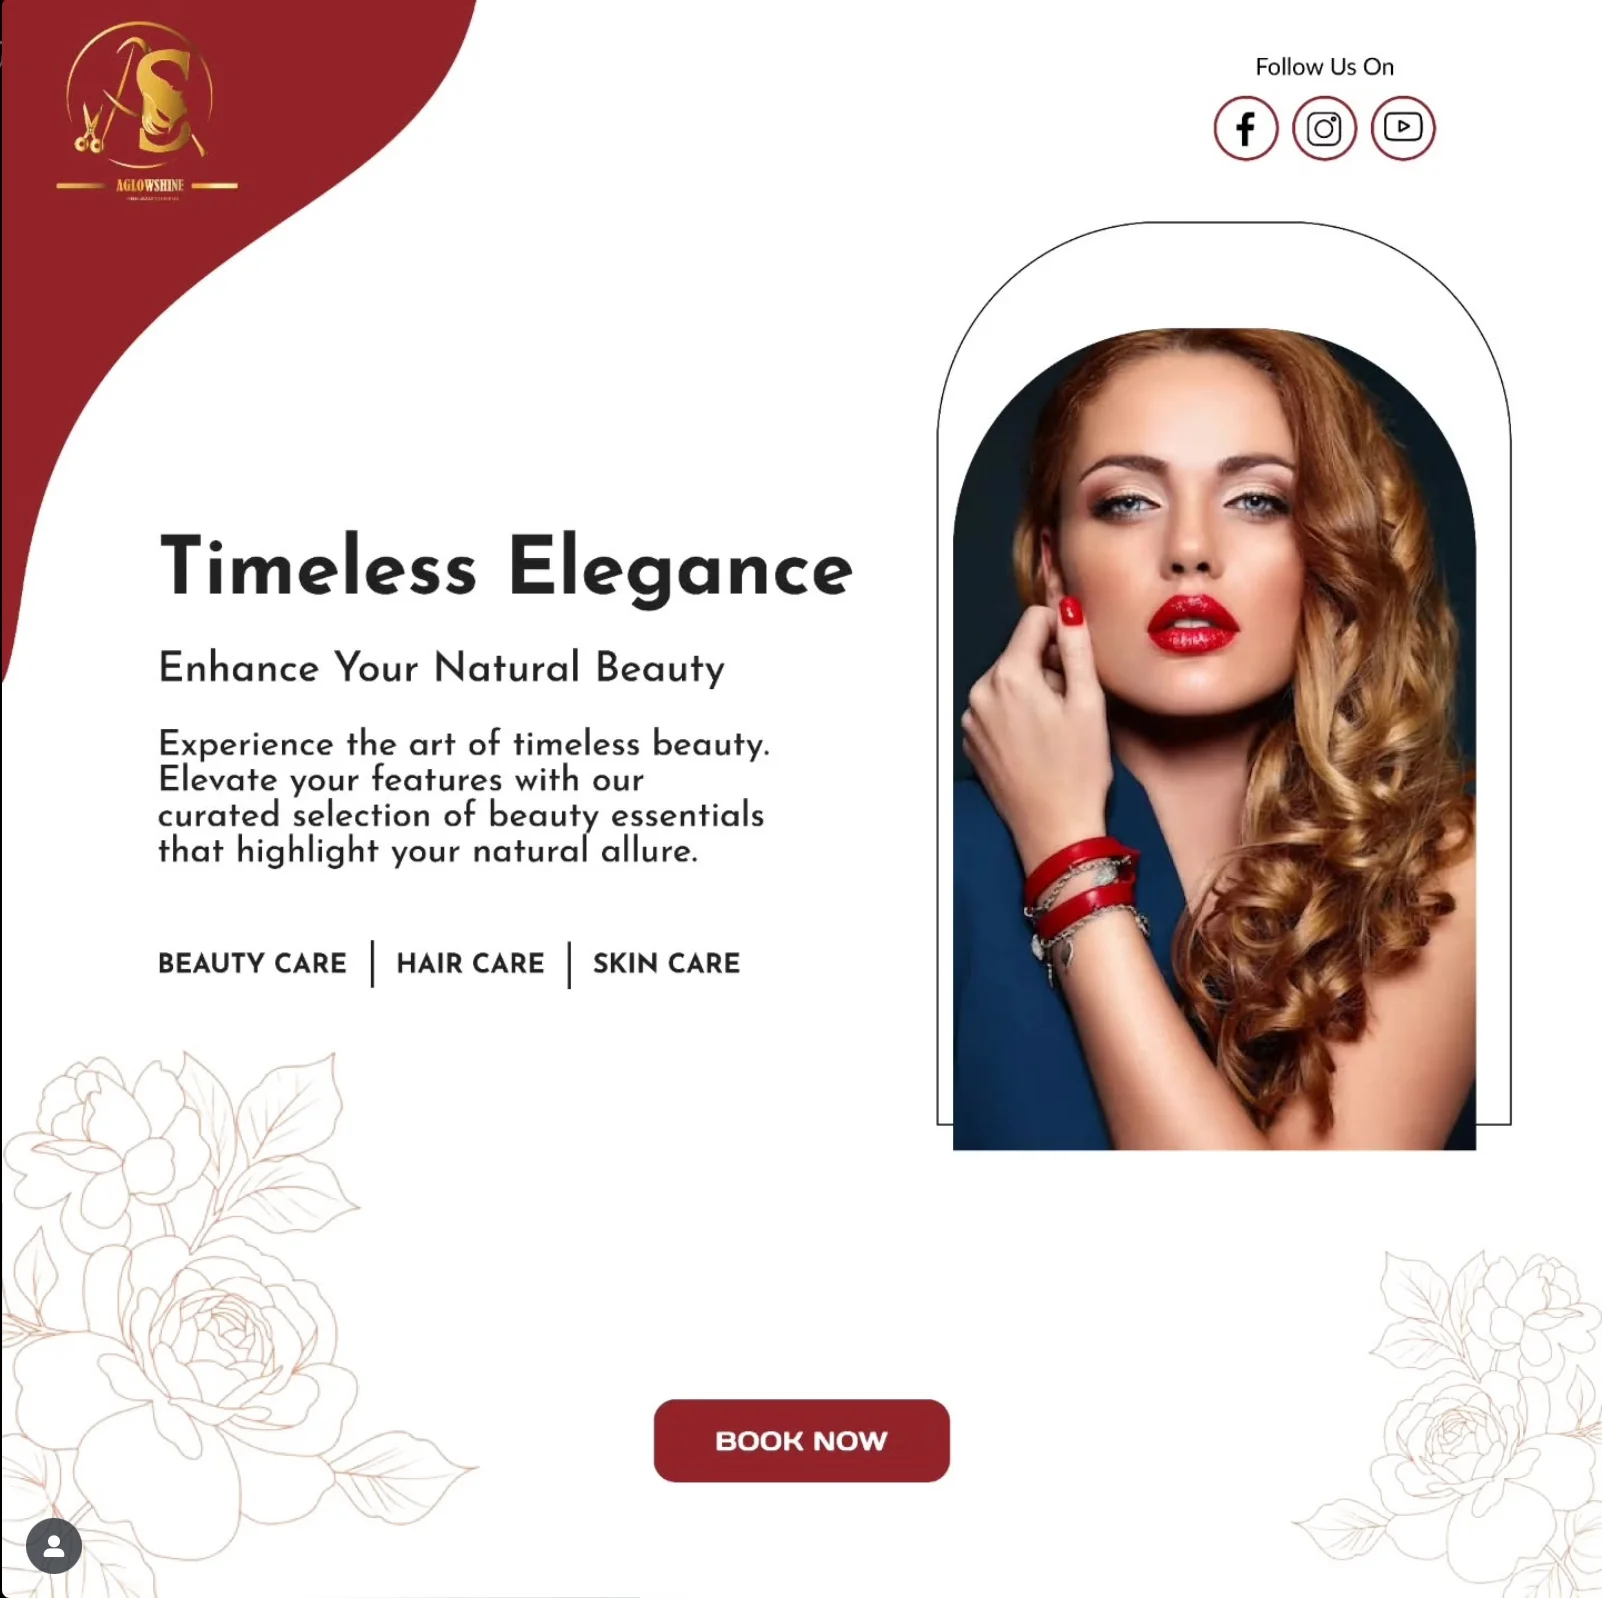 AGLOWSHINE
Follow Us On
Timeless Elegance
Enhance Your Natural Beauty
Experience the art of timeless beauty.
Elevate your features with our
curated selection of beauty essentials
that highlight your natural allure.
BEAUTY CARE | HAIR CARE | SKIN CARE
BOOK NOW